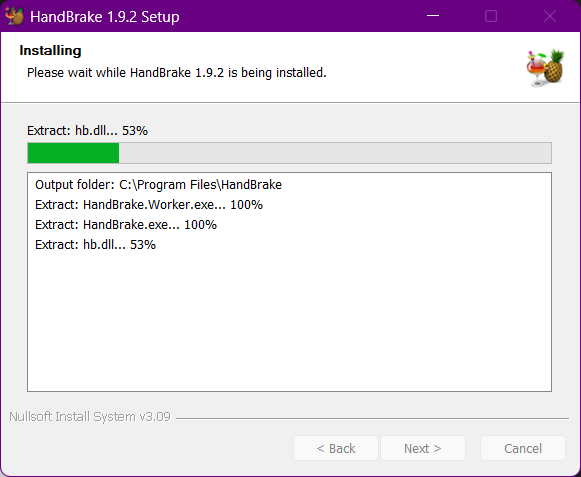 HandBrake 1.9.2 Setup
Installing
Please wait while HandBrake 1.9.2 is being installed.
Extract: hb.dll... 53%
Output folder: C:\Program Files\HandBrake
Extract: HandBrake.Worker.exe... 100%
Extract: HandBrake.exe... 100%
Extract: hb.dll... 53%
Nullsoft Install System v3.09
< Back Next > Cancel